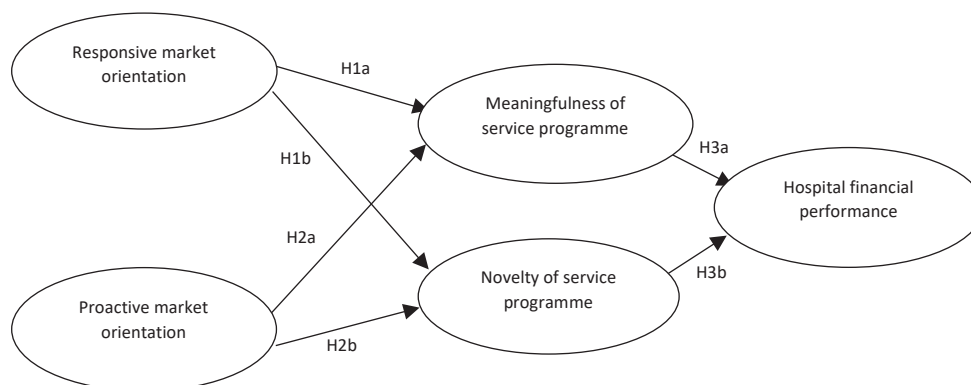 Responsive market
orientation
H1a
Meaningfulness of
service programme
H1b
H3a
Hospital financial
performance
H2a
Novelty of service
programme
H3b
Proactive market
orientation
H2b